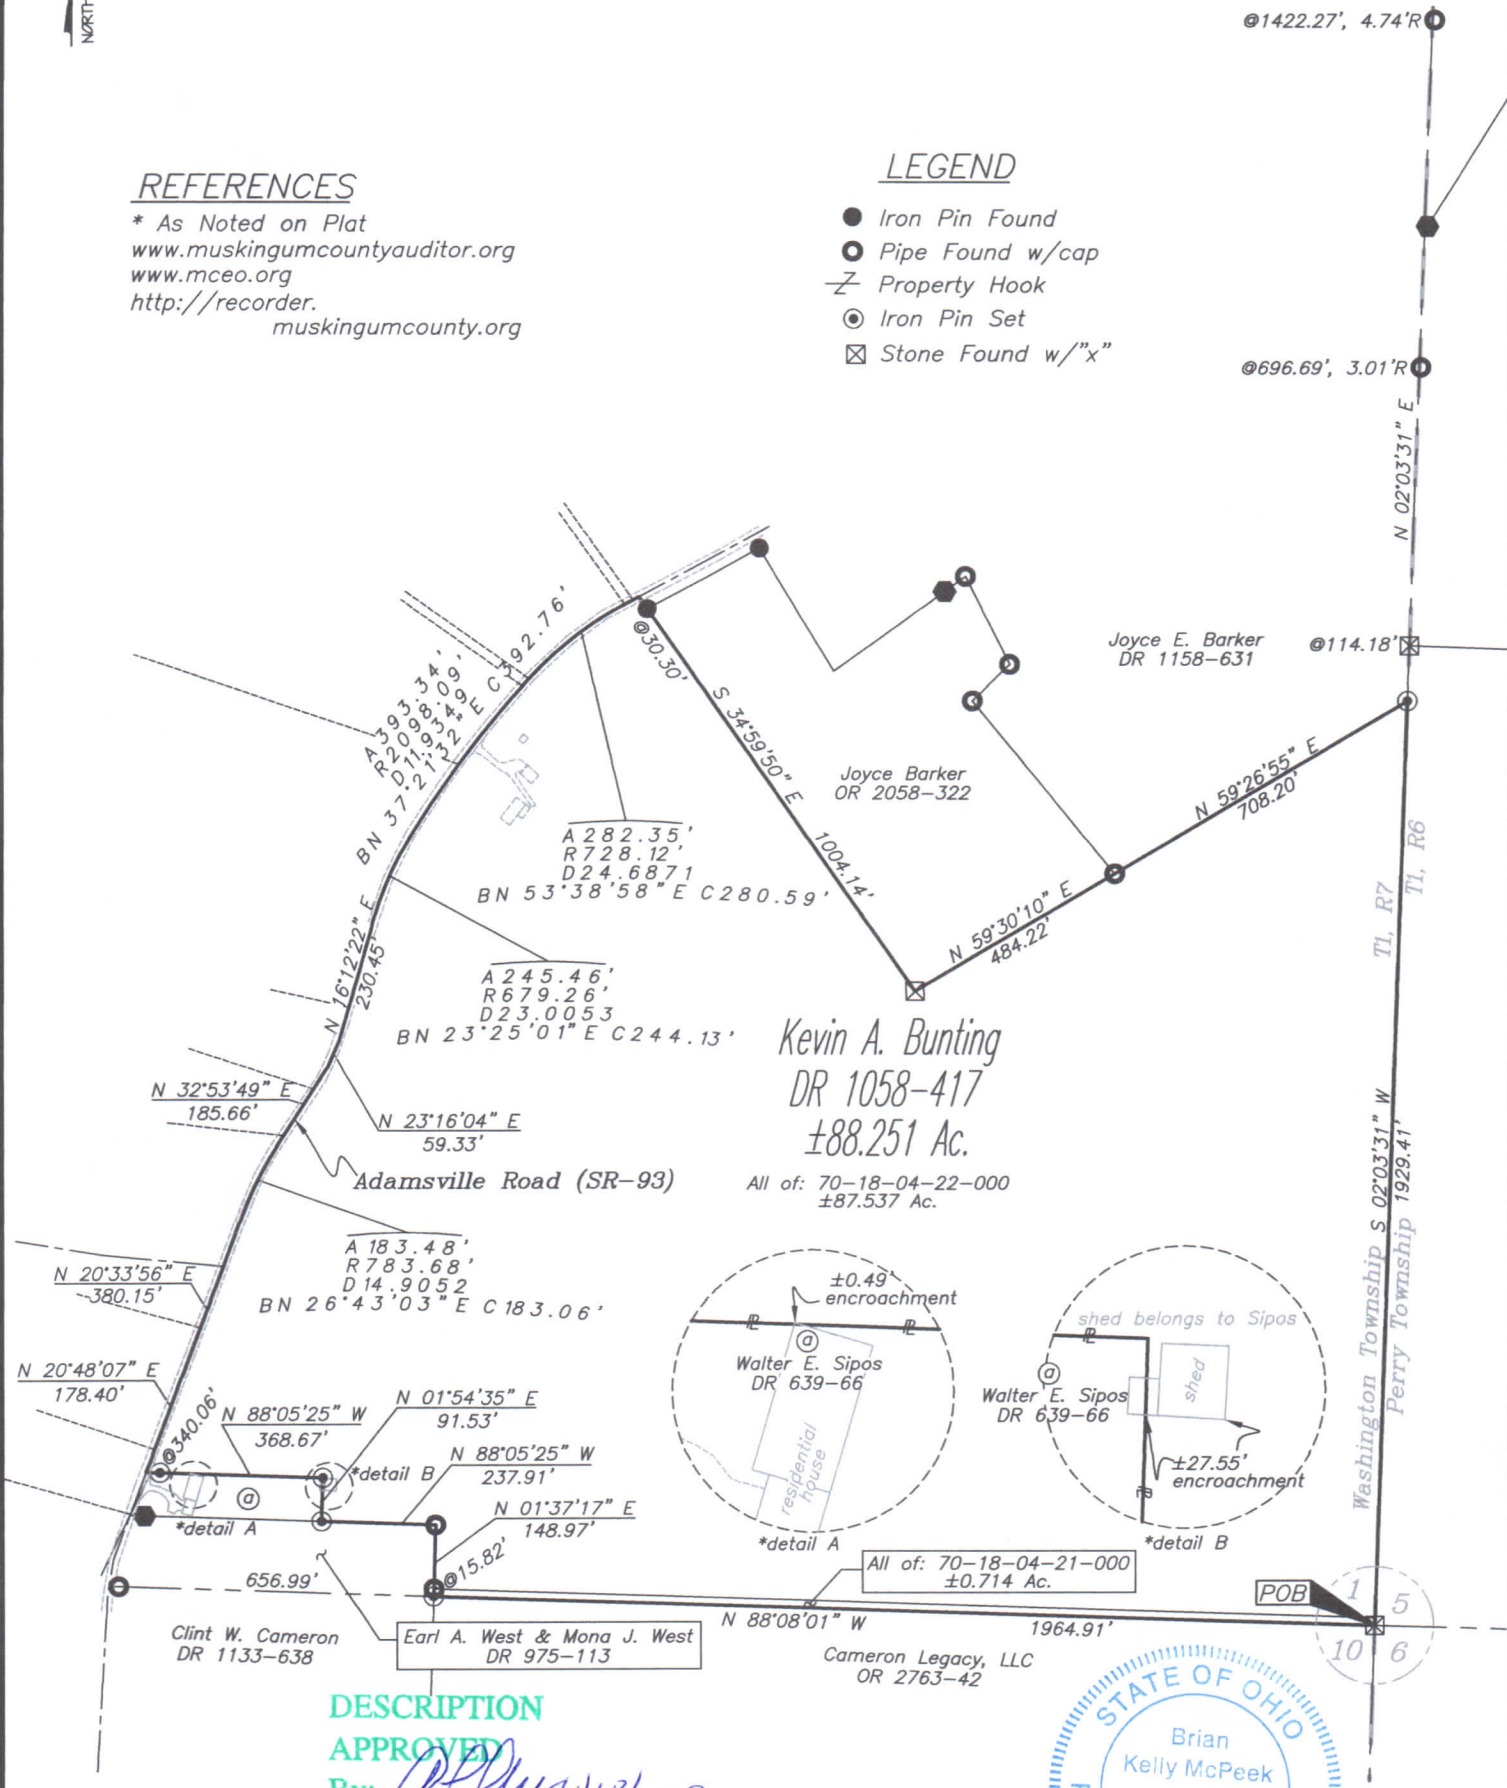 NORTH
@1422.27', 4.74'R
REFERENCES
* As Noted on Plat
www.muskingumcountyauditor.org
www.mceo.org
http://recorder.
muskingumcounty.org
LEGEND
Iron Pin Found
Pipe Found w/cap
Property Hook
Iron Pin Set
Stone Found w/"x"
@696.69', 3.01'R
N 02°03'31" E
@114.18'
Joyce E. Barker
DR 1158-631
@30.30'
S 34°59'50" E
1004.14'
Joyce Barker
OR 2058-322
N 59°26'55" E
708.20'
N 59°30'10" E
484.22'
T1, R7
T1, R6
A 393.34'
R 2098.09'
D 11.9349
BN 37°21'32" E C 392.76'
A 282.35'
R 728.12'
D 24.6871
BN 53°38'58" E C 280.59'
A 245.46'
R 679.26'
D 23.0053
BN 23°25'01" E C 244.13'
N 16°12'22" E
230.45'
Kevin A. Bunting
DR 1058-417
±88.251 Ac.
All of: 70-18-04-22-000
±87.537 Ac.
N 32°53'49" E
185.66'
N 23°16'04" E
59.33'
Adamsville Road (SR-93)
A 183.48'
R 783.68'
D 14.9052
BN 26°43'03" E C 183.06'
N 20°33'56" E
380.15'
N 20°48'07" E
178.40'
@340.06'
N 88°05'25" W
368.67'
N 01°54'35" E
91.53'
*detail B
N 88°05'25" W
237.91'
a
*detail A
N 01°37'17" E
148.97'
@15.82'
656.99'
±0.49'
encroachment
a
Walter E. Sipos
DR 639-66
residential
house
*detail A
shed belongs to Sipos
a
Walter E. Sipos
DR 639-66
shed
±27.55'
encroachment
*detail B
Washington Township S 02°03'31" W
Perry Township 1929.41'
All of: 70-18-04-21-000
±0.714 Ac.
POB
1
5
10
6
N 88°08'01" W
1964.91'
Clint W. Cameron
DR 1133-638
Earl A. West & Mona J. West
DR 975-113
Cameron Legacy, LLC
OR 2763-42
DESCRIPTION
APPROVED
By:
STATE OF OHIO
Brian
Kelly McPeek